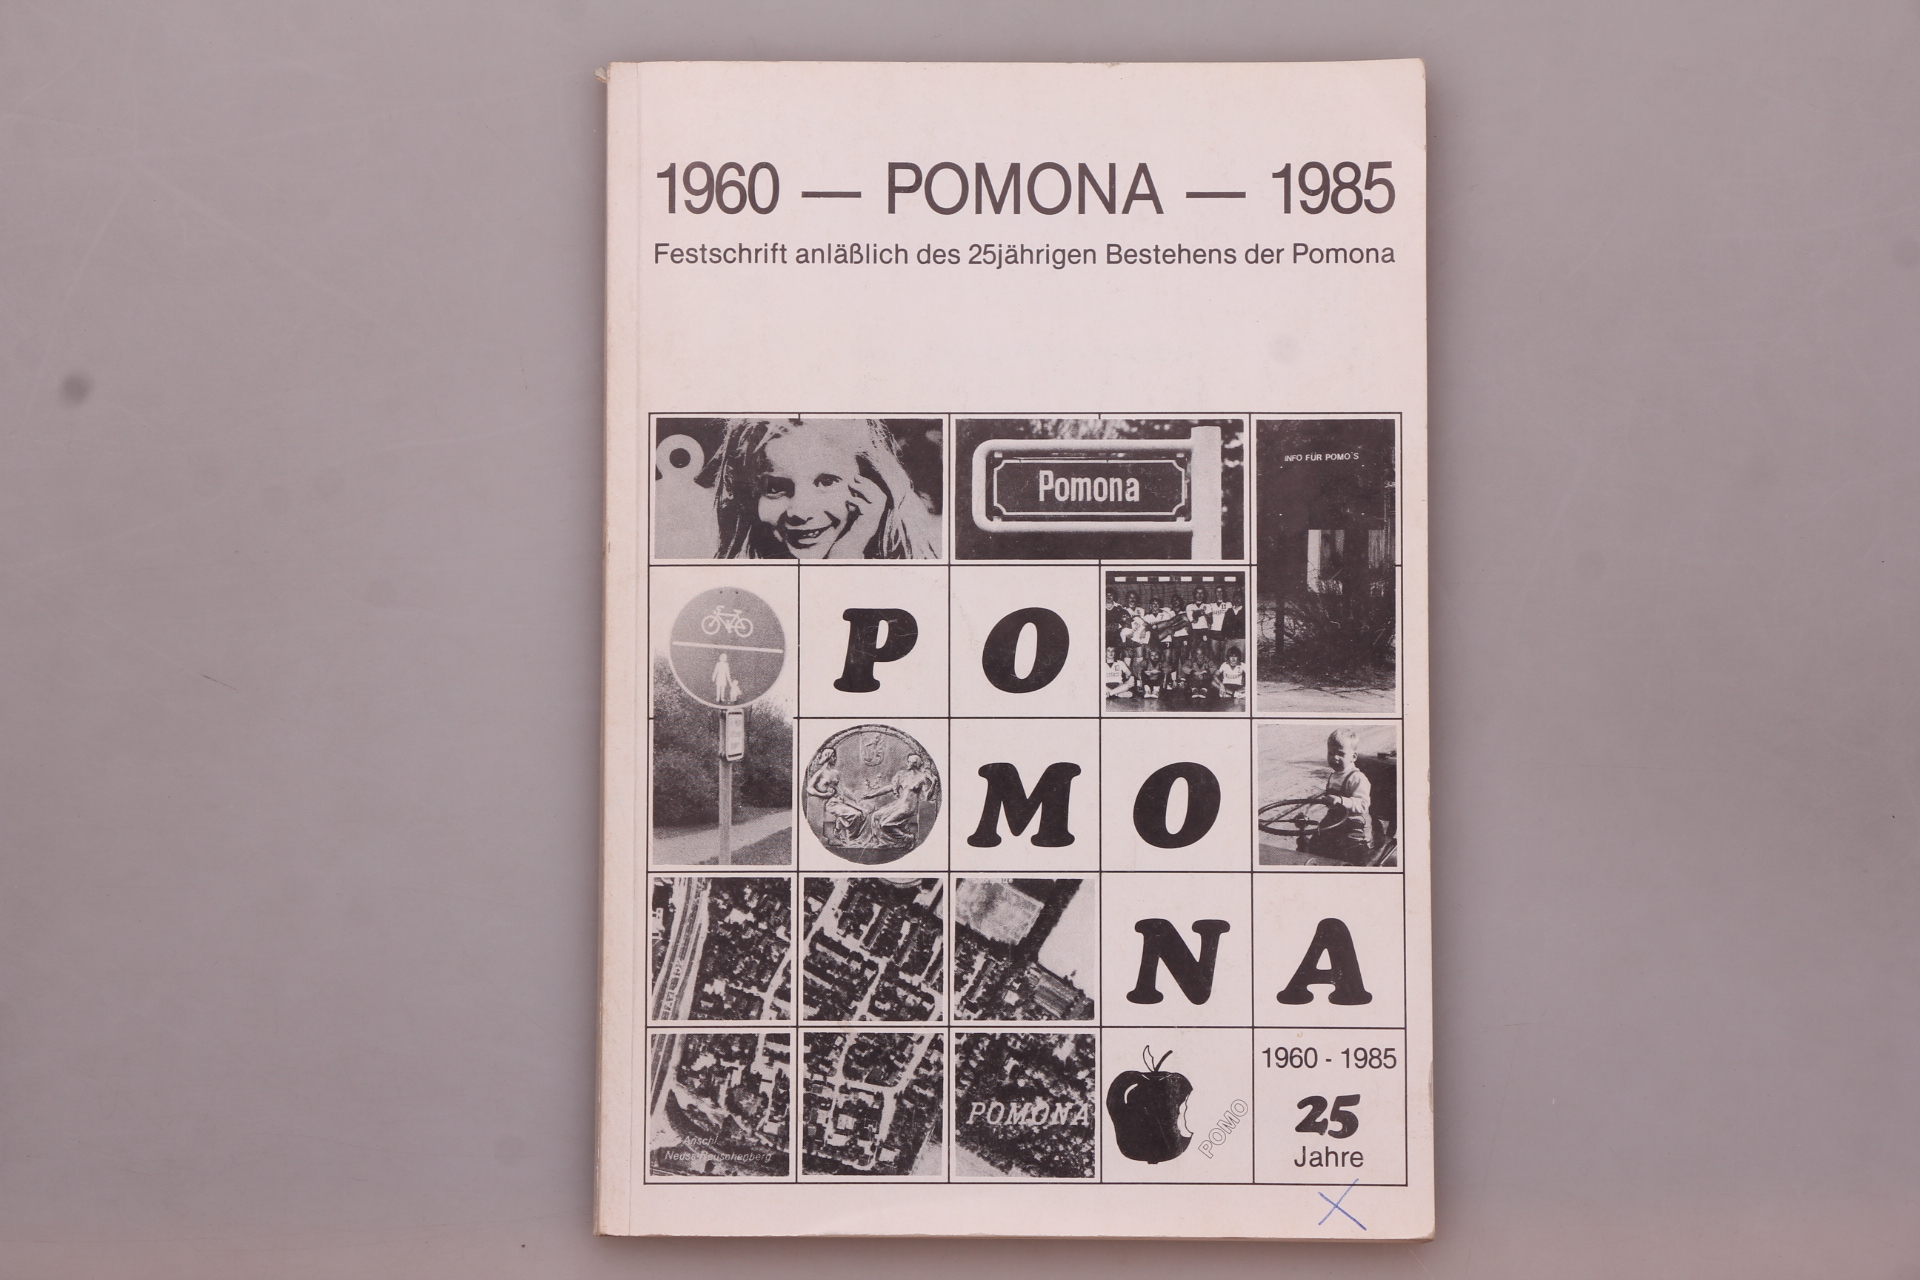 1960 — POMONA — 1985
Festschrift anläßlich des 25jährigen Bestehens der Pomona
Pomona
INFO FÜR POMO'S
P O
M O
N A
Anschl
POMONA
POMO
1960 - 1985
25
Jahre